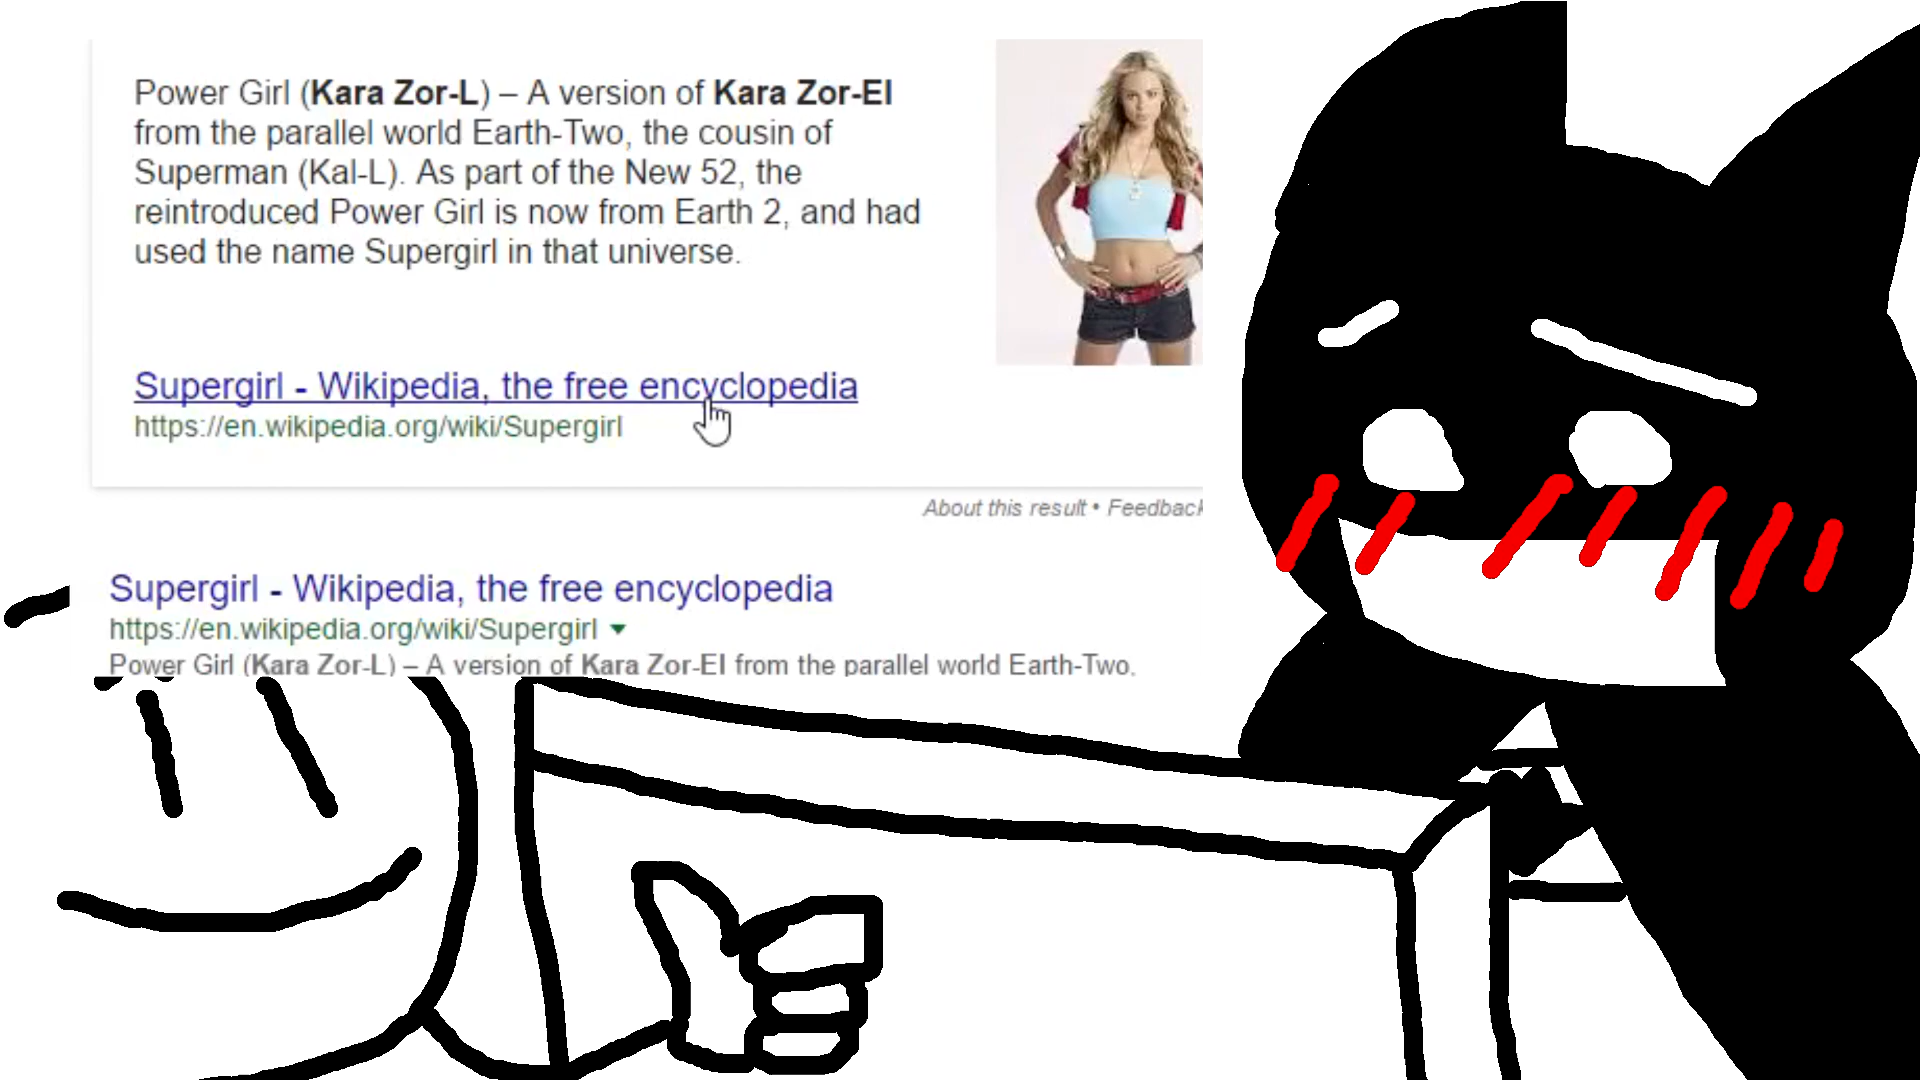 Power Girl (Kara Zor-L) – A version of Kara Zor-El
from the parallel world Earth-Two, the cousin of
Superman (Kal-L). As part of the New 52, the
reintroduced Power Girl is now from Earth 2, and had
used the name Supergirl in that universe.
Supergirl - Wikipedia, the free encyclopedia
https://en.wikipedia.org/wiki/Supergirl
About this result • Feedback
Supergirl - Wikipedia, the free encyclopedia
https://en.wikipedia.org/wiki/Supergirl
Power Girl (Kara Zor-L) – A version of Kara Zor-El from the parallel world Earth-Two,